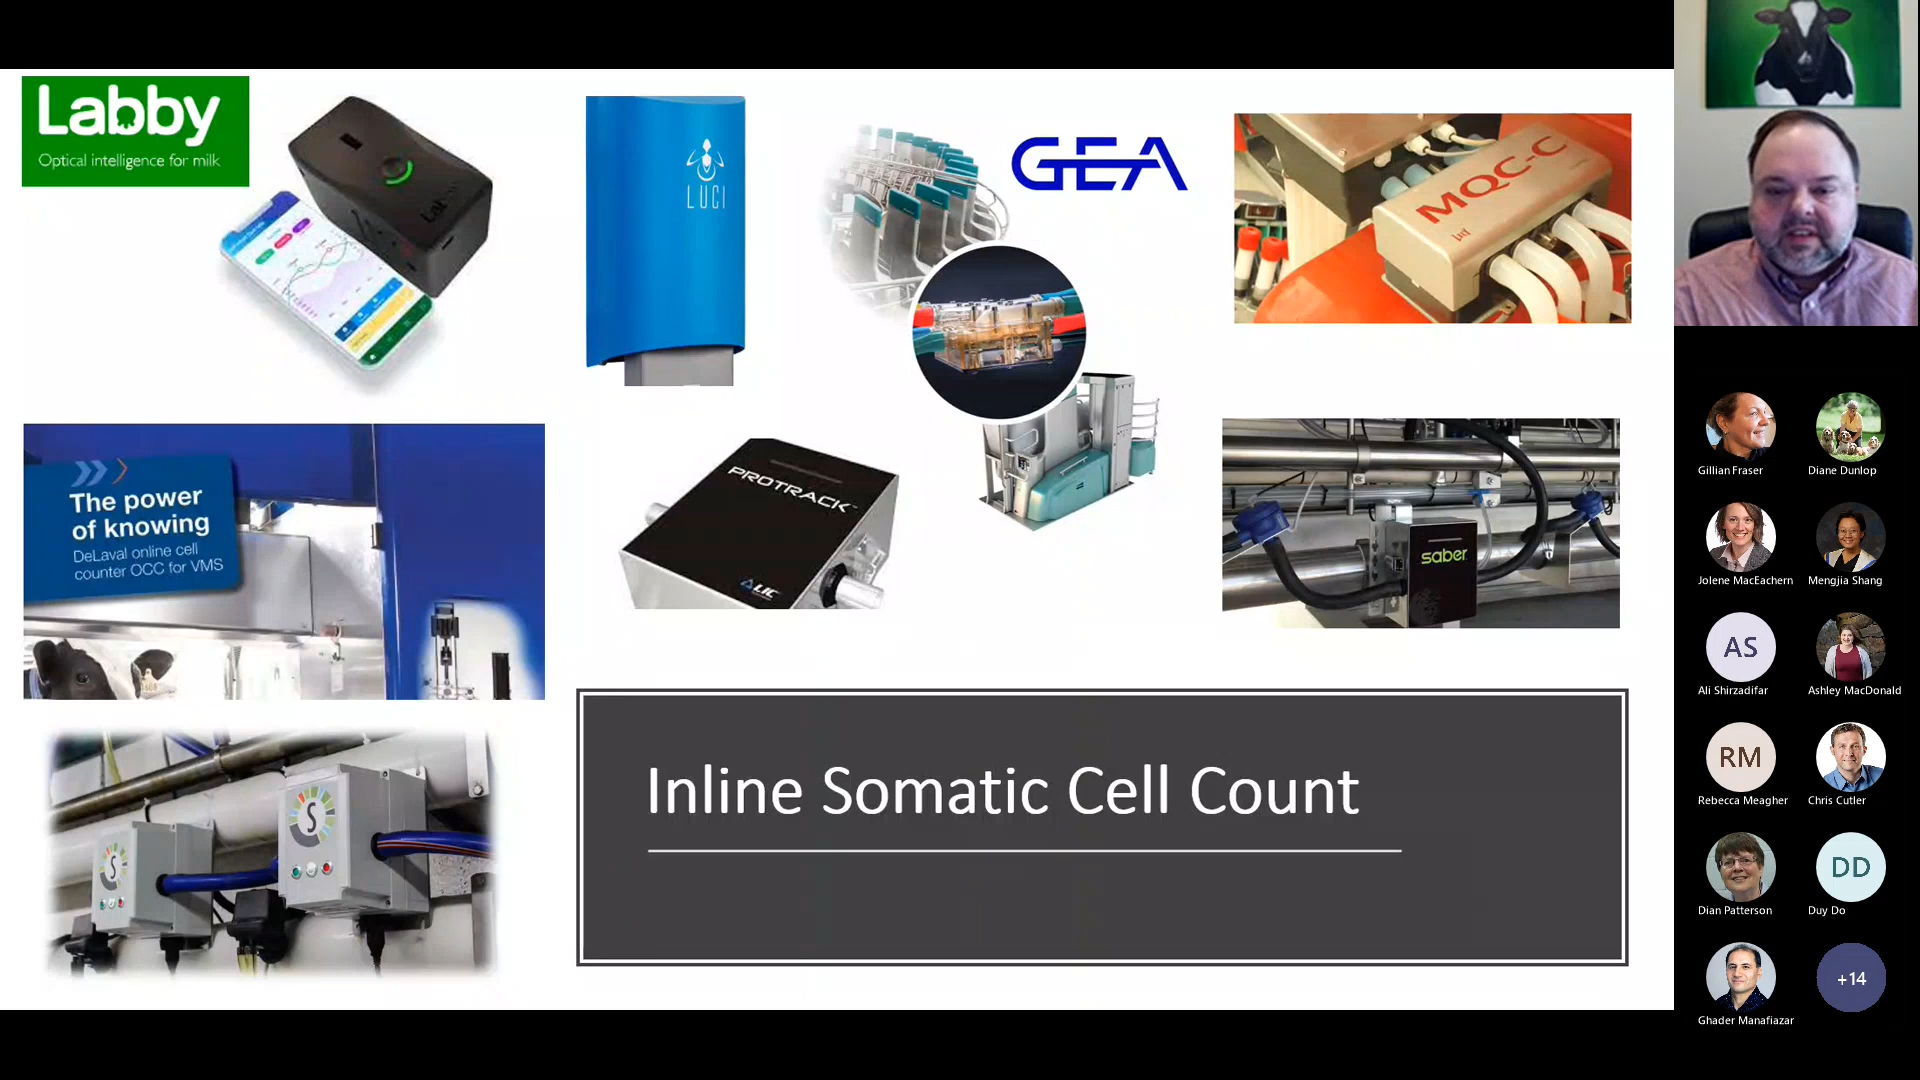 Labby
Optical intelligence for milk
LUCI
GEA
MQC-C
The power
of knowing
DeLaval online cell
counter OCC for VMS
PROTRACK
LIC
saber
S
S
Inline Somatic Cell Count
Gillian Fraser
Diane Dunlop
Jolene MacEachern
Mengjia Shang
AS
Ali Shirzadifar
Ashley MacDonald
RM
Rebecca Meagher
Chris Cutler
Dian Patterson
DD
Duy Do
Ghader Manafiazar
+14